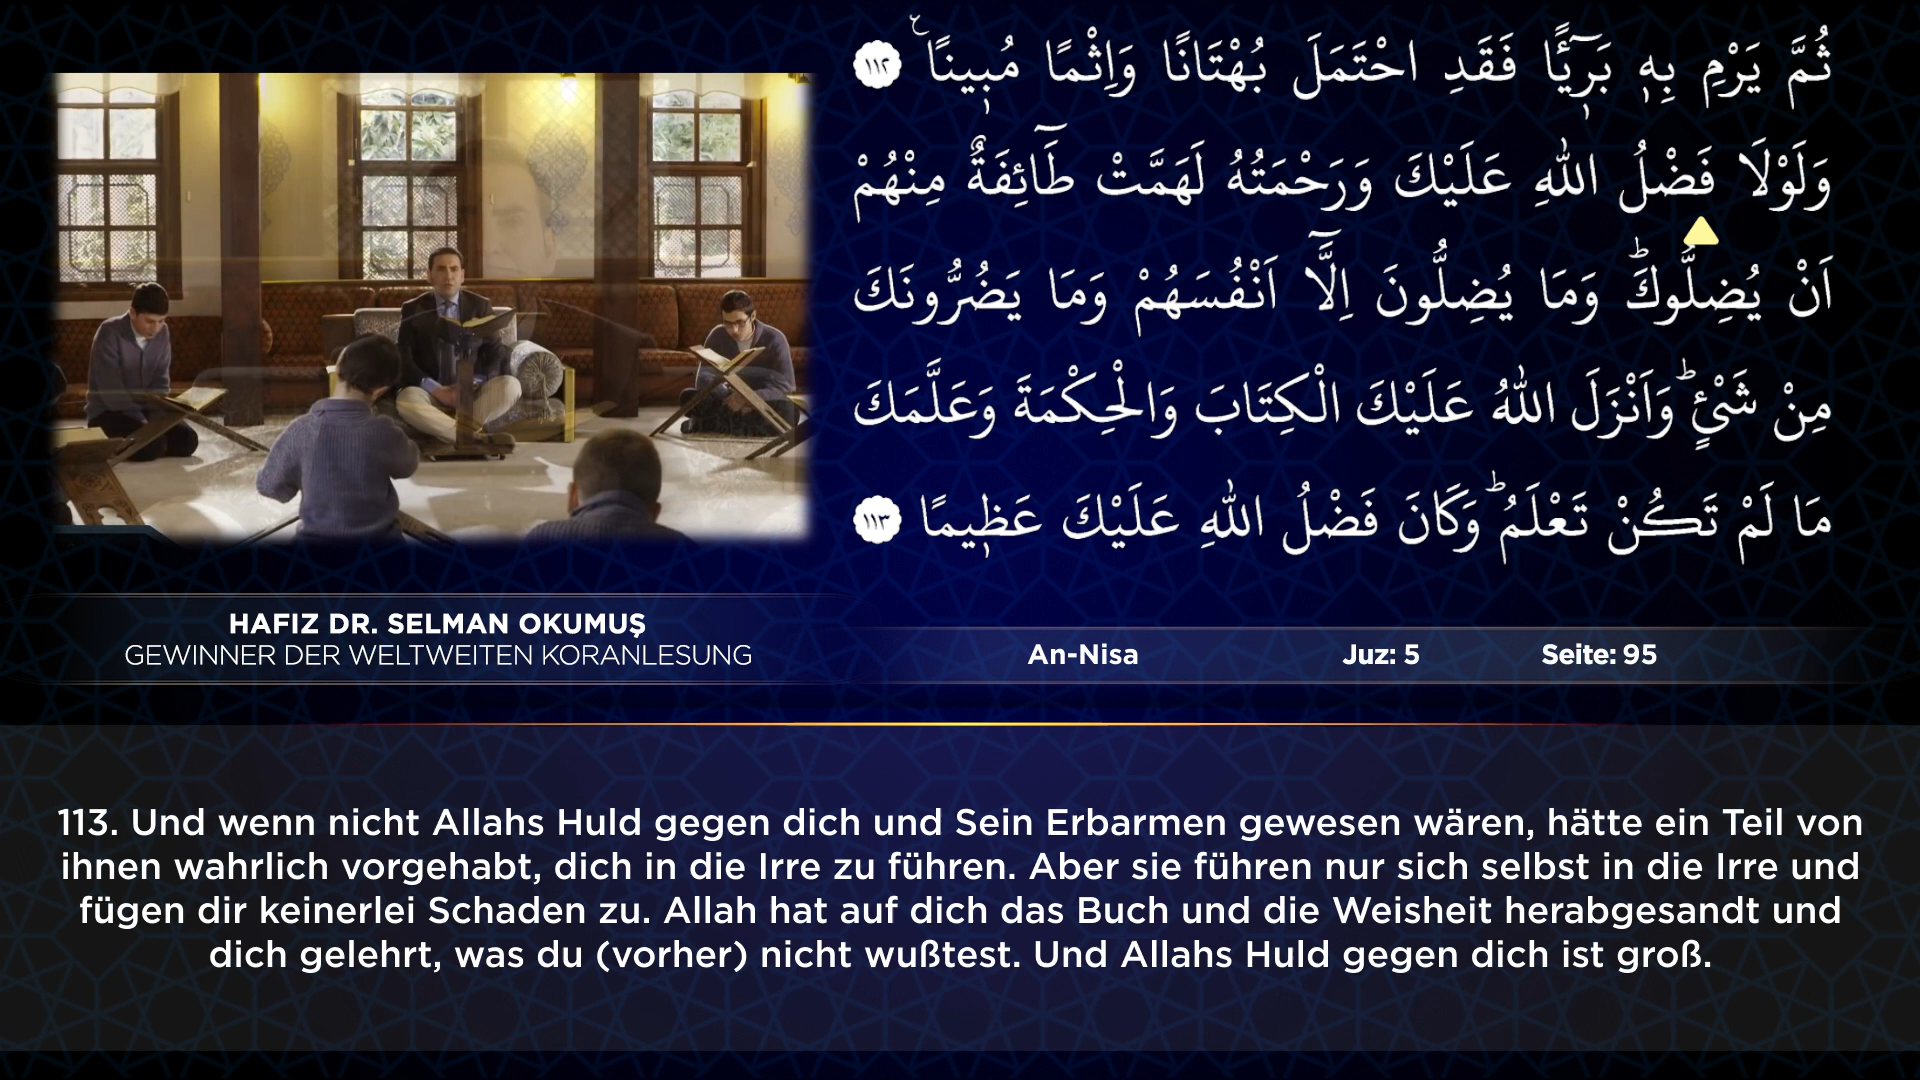 ثُمَّ يَرْمِ بِهٖ بَرٖٓئًا فَقَدِ احْتَمَلَ بُهْتَانًا وَاِثْمًا مُبٖينًاۚ ﴿١١٢﴾
وَلَوْلَا فَضْلُ اللّٰهِ عَلَيْكَ وَرَحْمَتُهُ لَهَمَّتْ طَٓائِفَةٌ مِنْهُمْ
اَنْ يُضِلُّوكَۜ وَمَا يُضِلُّونَ اِلَّٓا اَنْفُسَهُمْ وَمَا يَضُرُّونَكَ
مِنْ شَيْئٍۜ وَاَنْزَلَ اللّٰهُ عَلَيْكَ الْكِتَابَ وَالْحِكْمَةَ وَعَلَّمَكَ
مَا لَمْ تَكُنْ تَعْلَمُۜ وَكَانَ فَضْلُ اللّٰهِ عَلَيْكَ عَظٖيمًا ﴿١١٣﴾
HAFIZ DR. SELMAN OKUMUŞ
GEWINNER DER WELTWEITEN KORANLESUNG
An-Nisa Juz: 5 Seite: 95
113. Und wenn nicht Allahs Huld gegen dich und Sein Erbarmen gewesen wären, hätte ein Teil von
ihnen wahrlich vorgehabt, dich in die Irre zu führen. Aber sie führen nur sich selbst in die Irre und
fügen dir keinerlei Schaden zu. Allah hat auf dich das Buch und die Weisheit herabgesandt und
dich gelehrt, was du (vorher) nicht wußtest. Und Allahs Huld gegen dich ist groß.